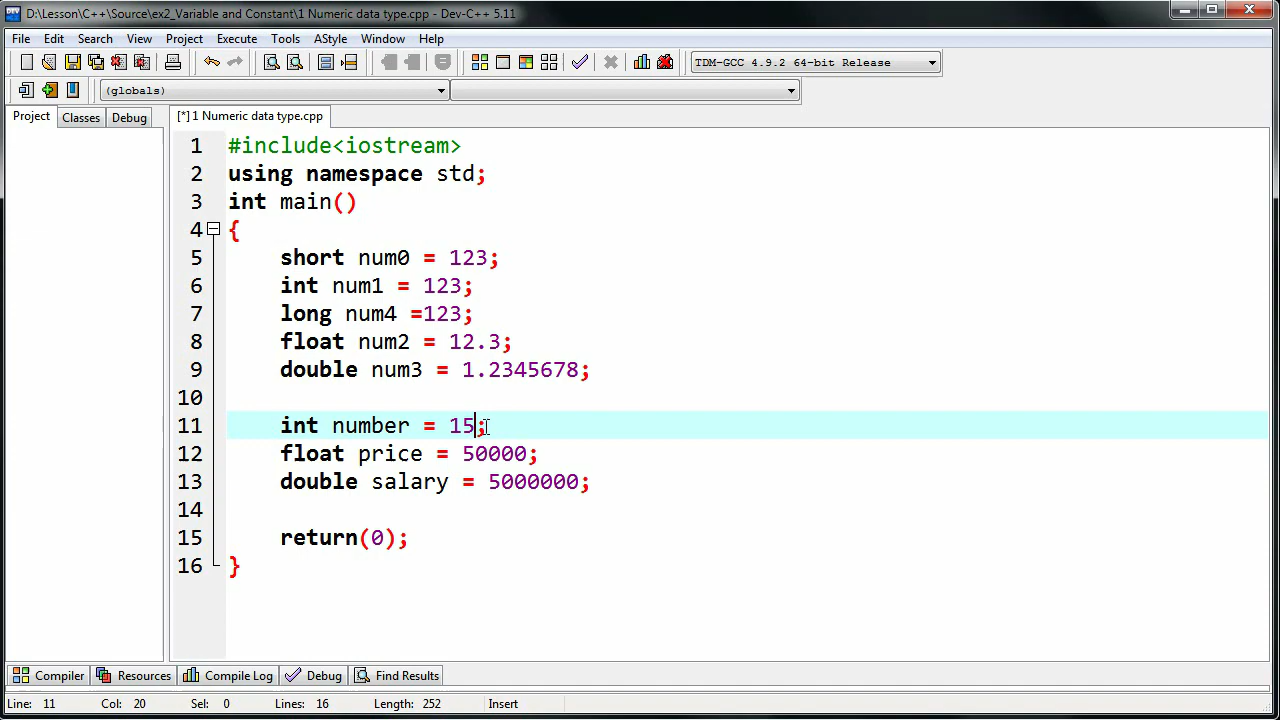 D:\Lesson\C++\Source\ex2_Variable and Constant\1 Numeric data type.cpp - Dev-C++ 5.11
File Edit Search View Project Execute Tools AStyle Window Help
TDM-GCC 4.9.2 64-bit Release
(globals)
Project Classes Debug [*] 1 Numeric data type.cpp
1 #include<iostream>
2 using namespace std;
3 int main()
4 {
5 short num0 = 123;
6 int num1 = 123;
7 long num4 =123;
8 float num2 = 12.3;
9 double num3 = 1.2345678;
10
11 int number = 15;
12 float price = 50000;
13 double salary = 5000000;
14
15 return(0);
16 }
Compiler Resources Compile Log Debug Find Results
Line: 11 Col: 20 Sel: 0 Lines: 16 Length: 252 Insert